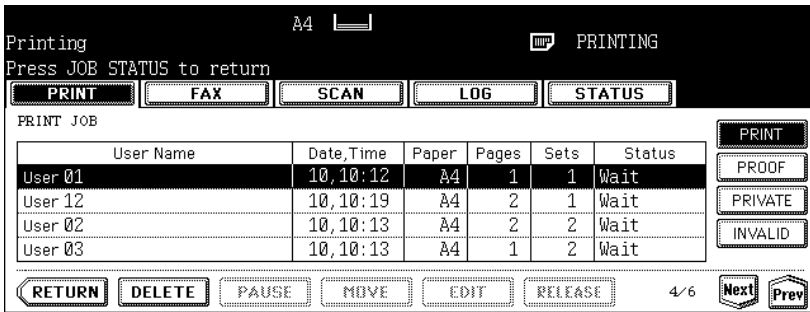 A4
Printing PRINTING
Press JOB STATUS to return
PRINT FAX SCAN LOG STATUS
PRINT JOB
PRINT
User Name Date,Time Paper Pages Sets Status
User 01 10,10:12 A4 1 1 Wait
PROOF
User 12 10,10:19 A4 2 1 Wait
PRIVATE
User 02 10,10:13 A4 2 2 Wait
INVALID
User 03 10,10:13 A4 1 2 Wait
RETURN DELETE PAUSE MOVE EDIT RELEASE 4/6 Next Prev